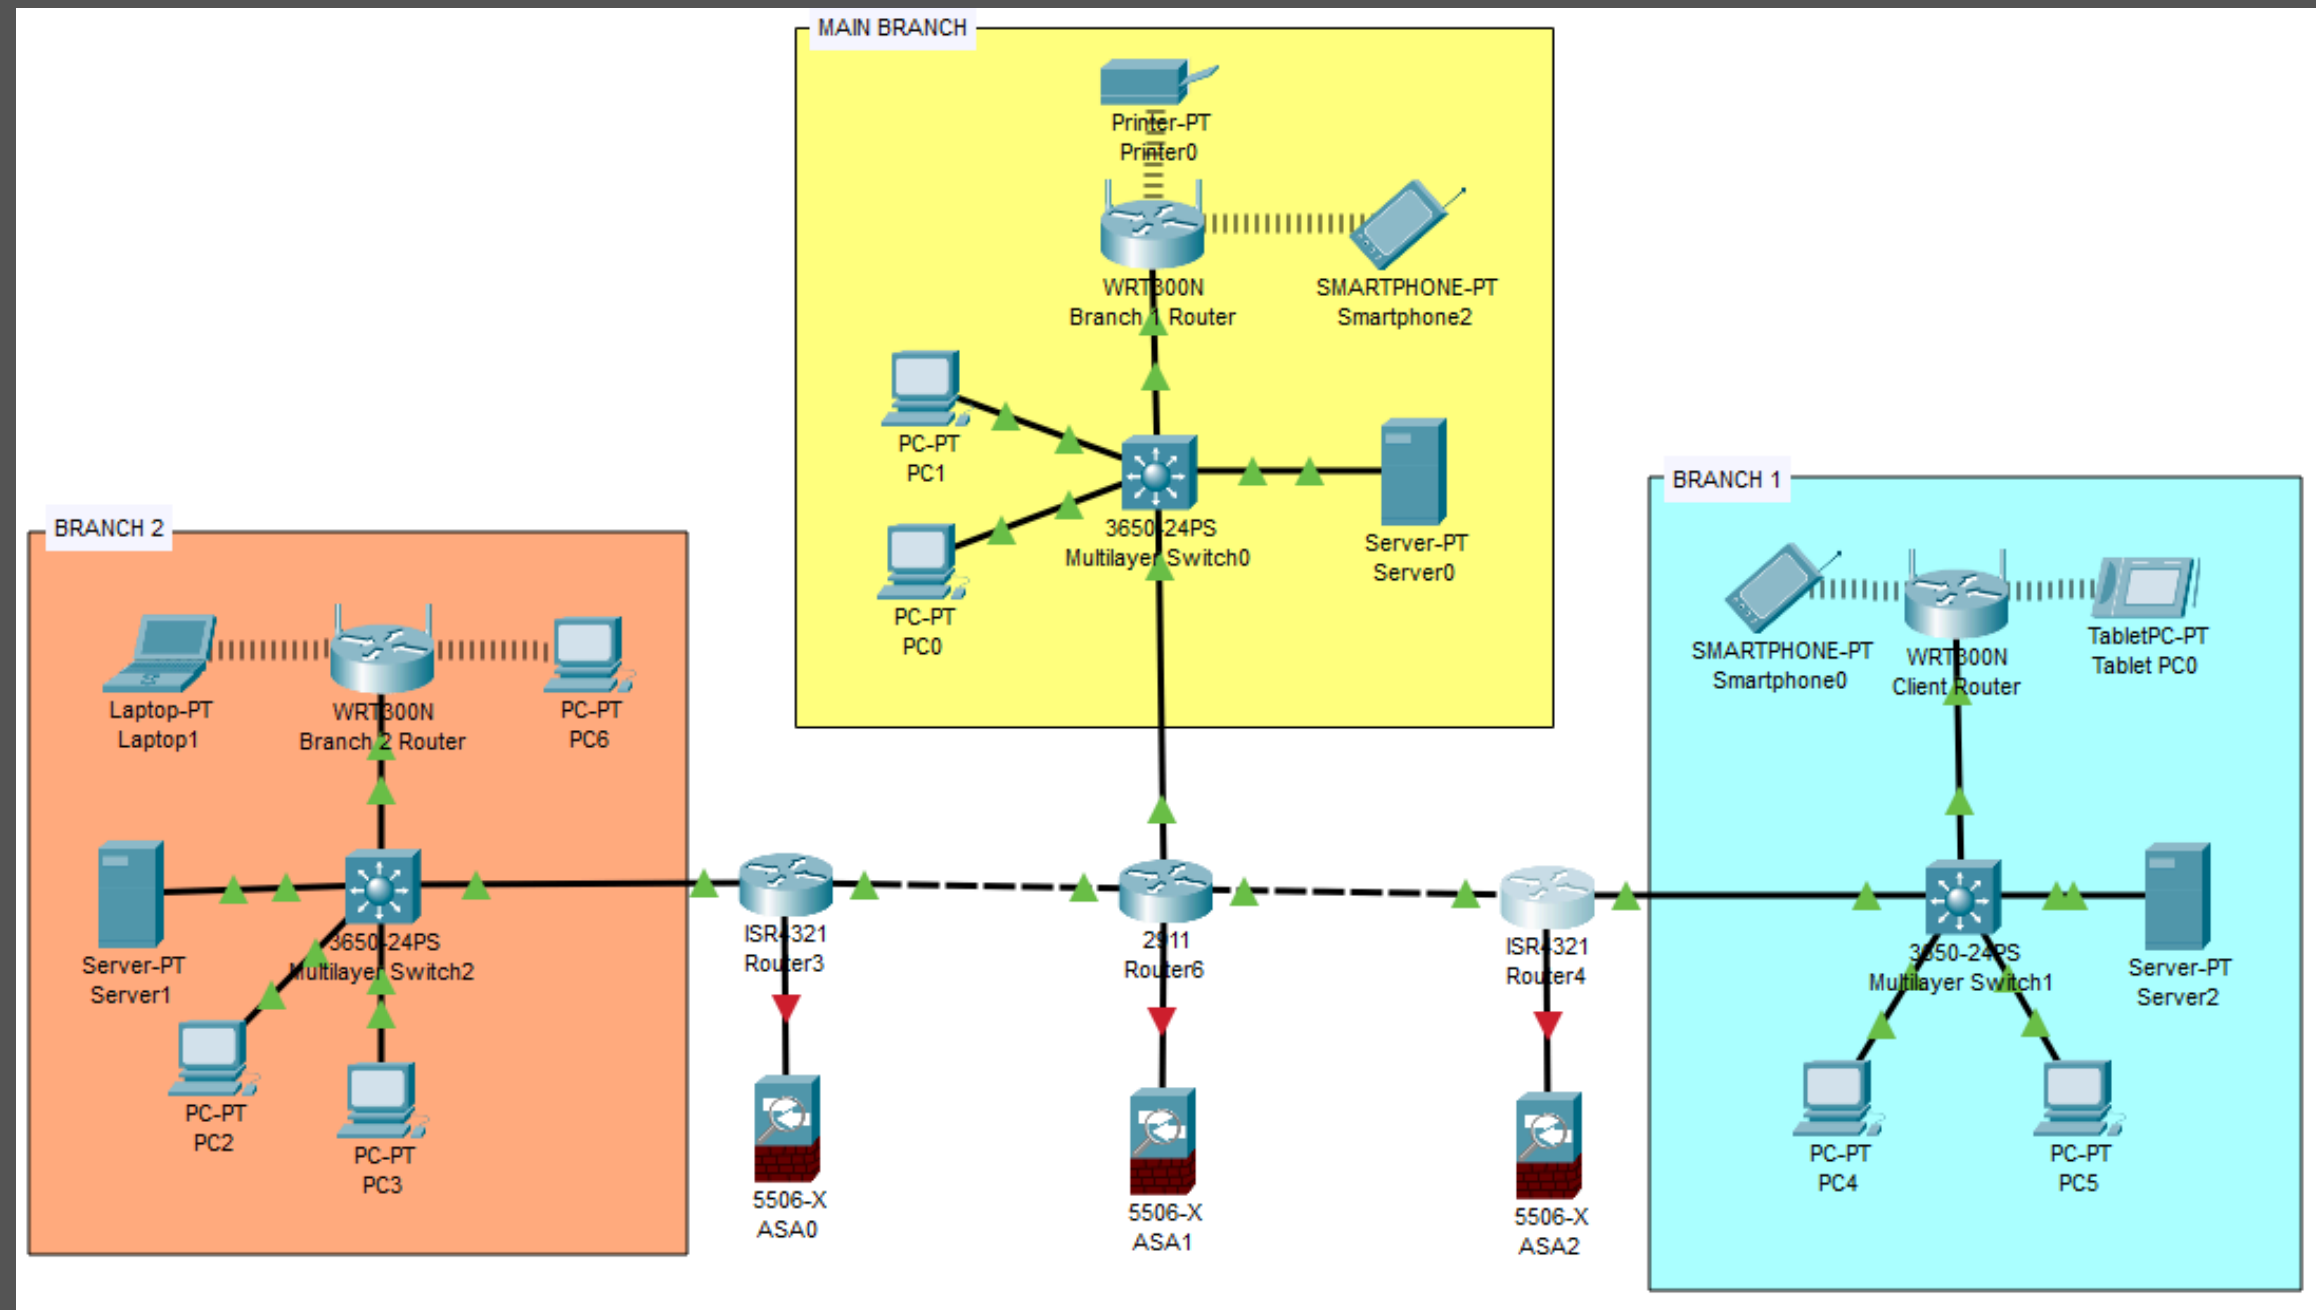 MAIN BRANCH
Printer-PT
Printer0
WRT300N
Branch 1 Router
SMARTPHONE-PT
Smartphone2
PC-PT
PC1
3650-24PS
Multilayer Switch0
Server-PT
Server0
PC-PT
PC0
BRANCH 2
Laptop-PT
Laptop1
WRT300N
Branch 2 Router
PC-PT
PC6
Server-PT
Server1
3650-24PS
Multilayer Switch2
PC-PT
PC2
PC-PT
PC3
ISR4321
Router3
2911
Router6
ISR4321
Router4
5506-X
ASA0
5506-X
ASA1
5506-X
ASA2
BRANCH 1
SMARTPHONE-PT
Smartphone0
WRT300N
Client Router
TabletPC-PT
Tablet PC0
3650-24PS
Multilayer Switch1
Server-PT
Server2
PC-PT
PC4
PC-PT
PC5